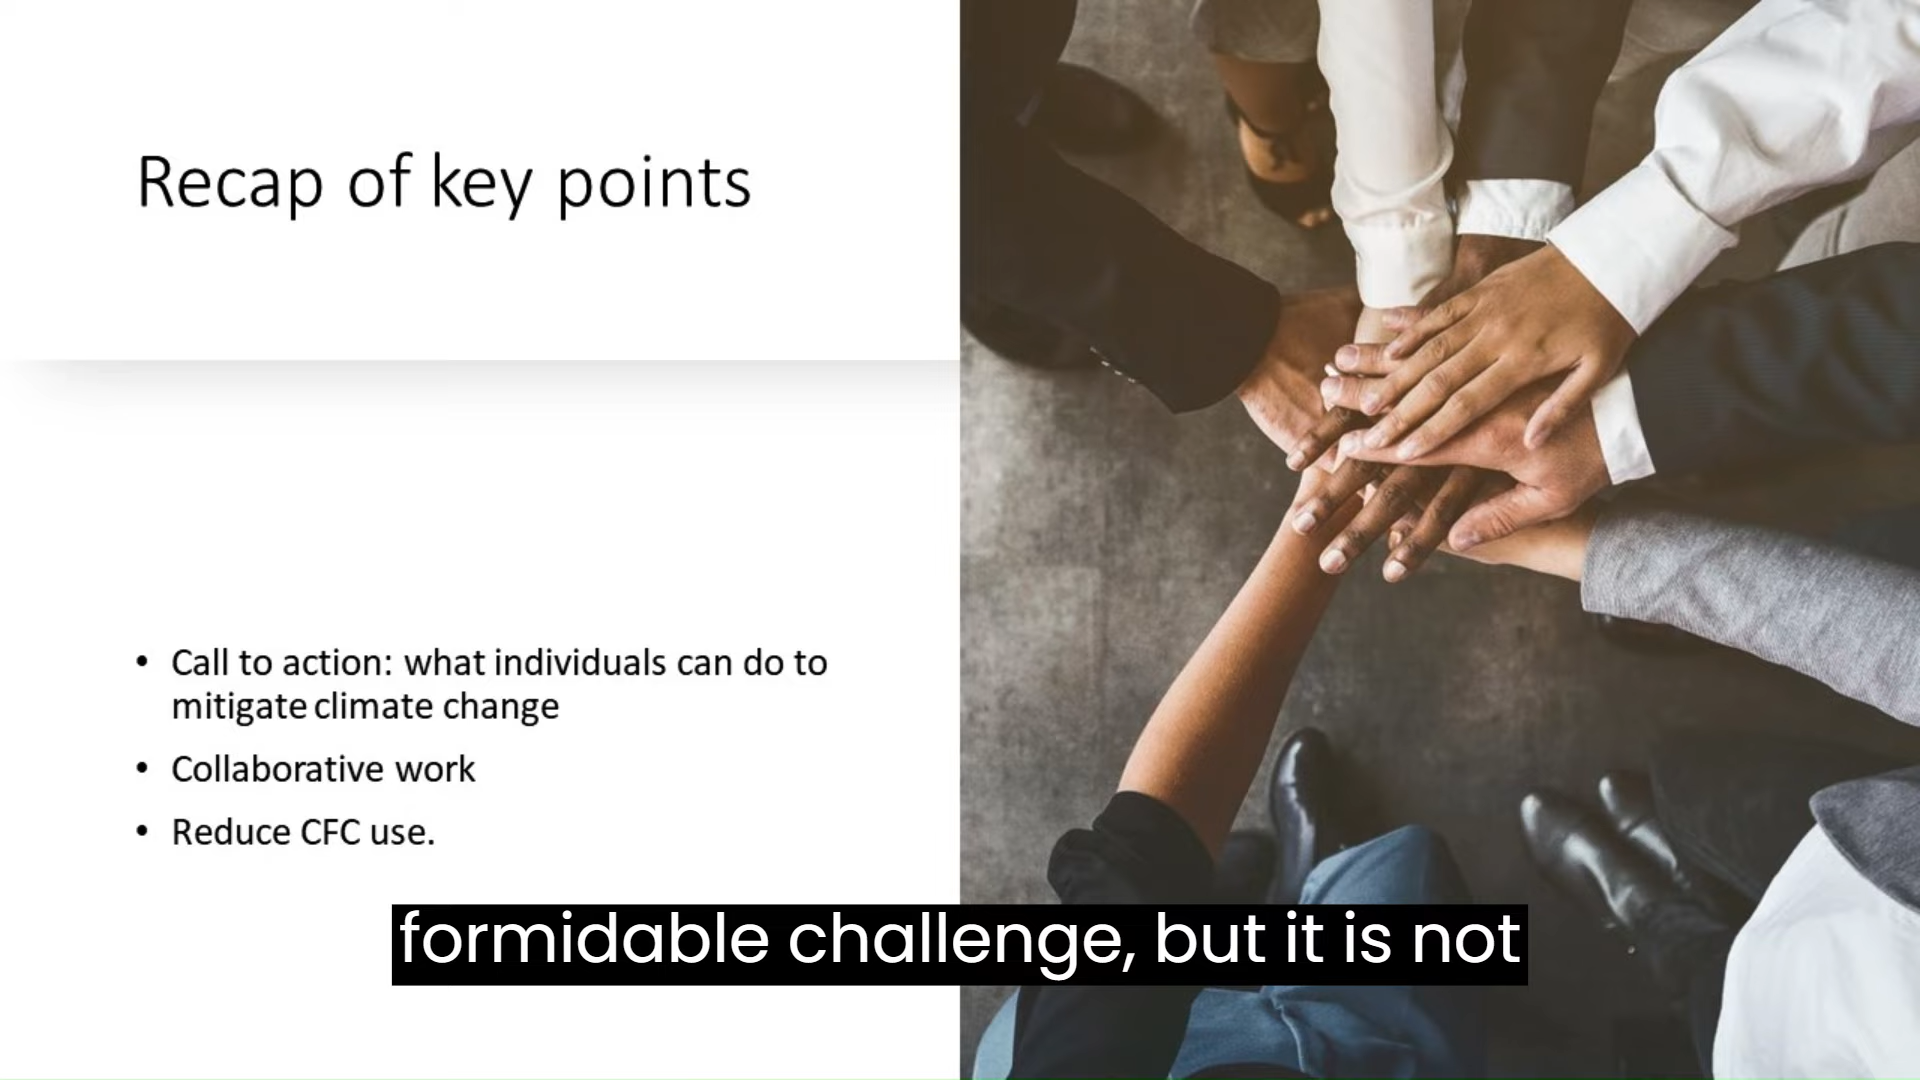 Recap of key points
• Call to action: what individuals can do to
mitigate climate change
• Collaborative work
• Reduce CFC use.
formidable challenge, but it is not